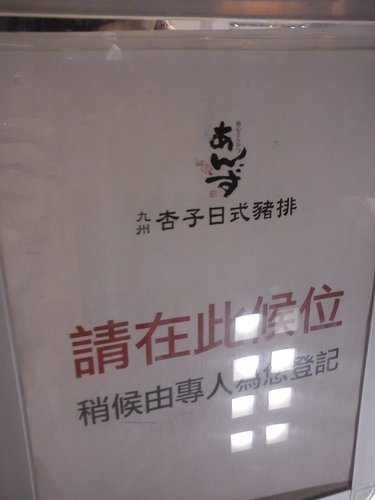 あんず
九州 杏子日式豬排
請在此候位
稍候由專人為您登記